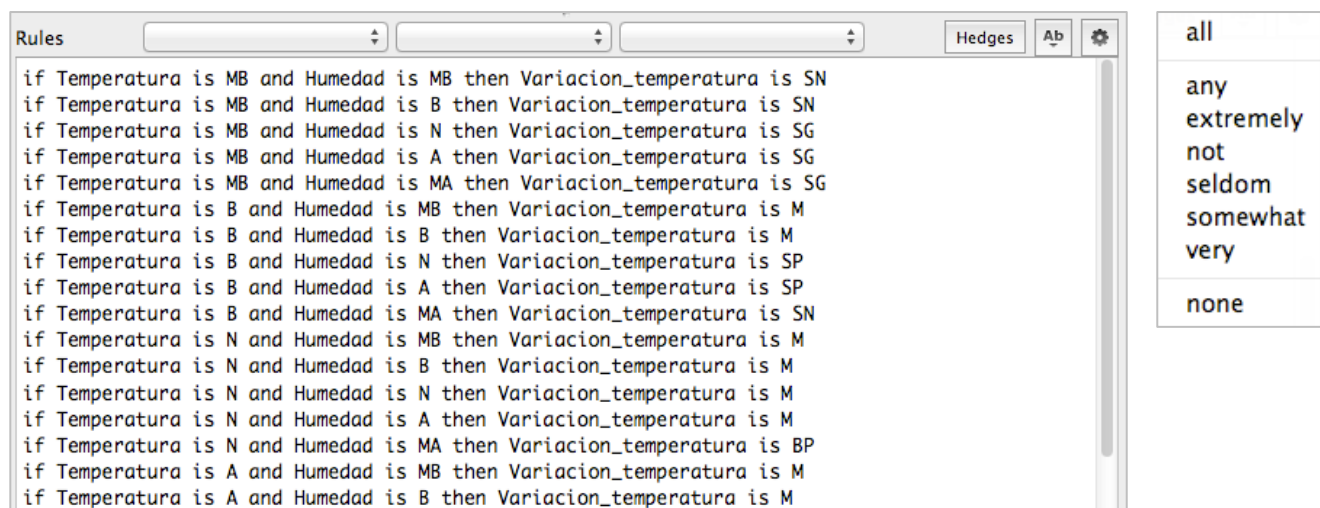 Rules Hedges Ab
if Temperatura is MB and Humedad is MB then Variacion_temperatura is SN
if Temperatura is MB and Humedad is B then Variacion_temperatura is SN
if Temperatura is MB and Humedad is N then Variacion_temperatura is SG
if Temperatura is MB and Humedad is A then Variacion_temperatura is SG
if Temperatura is MB and Humedad is MA then Variacion_temperatura is SG
if Temperatura is B and Humedad is MB then Variacion_temperatura is M
if Temperatura is B and Humedad is B then Variacion_temperatura is M
if Temperatura is B and Humedad is N then Variacion_temperatura is SP
if Temperatura is B and Humedad is A then Variacion_temperatura is SP
if Temperatura is B and Humedad is MA then Variacion_temperatura is SN
if Temperatura is N and Humedad is MB then Variacion_temperatura is M
if Temperatura is N and Humedad is B then Variacion_temperatura is M
if Temperatura is N and Humedad is N then Variacion_temperatura is M
if Temperatura is N and Humedad is A then Variacion_temperatura is M
if Temperatura is N and Humedad is MA then Variacion_temperatura is BP
if Temperatura is A and Humedad is MB then Variacion_temperatura is M
if Temperatura is A and Humedad is B then Variacion_temperatura is M
all
any
extremely
not
seldom
somewhat
very
none